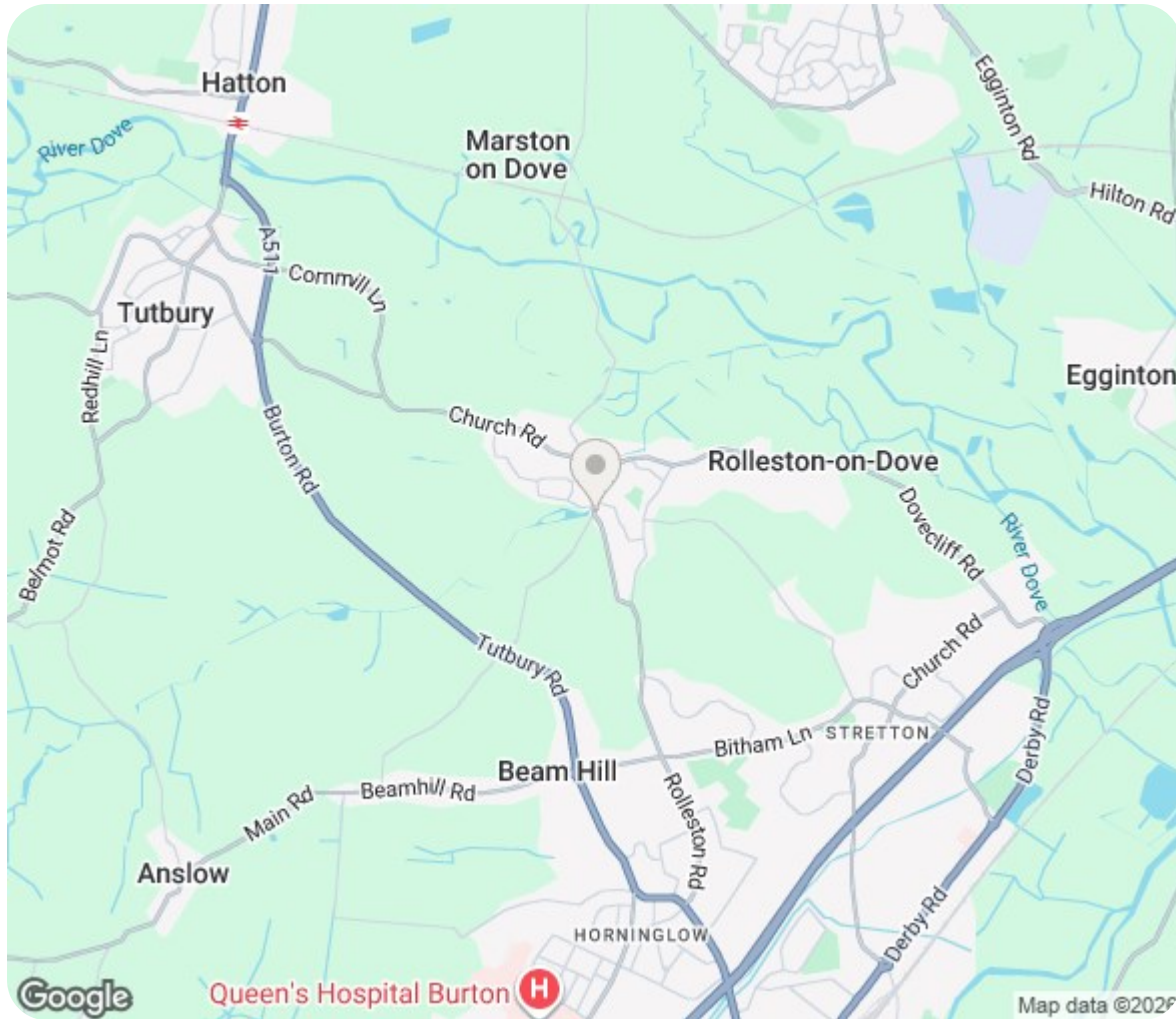 Hatton
Marston
on Dove
Egginton Rd
Hilton Rd
River Dove
A511
Cornmill Ln
Tutbury
Redhill Ln
Egginton
Burton Rd
Church Rd
Rolleston-on-Dove
Dovecliff Rd
River Dove
Belmot Rd
Church Rd
Tutbury Rd
Bitham Ln
STRETTON
Derby Rd
Beam Hill
Beamhill Rd
Main Rd
Rolleston Rd
Anslow
Derby Rd
HORNINGLOW
Queen's Hospital Burton
H
Google
Map data ©2026